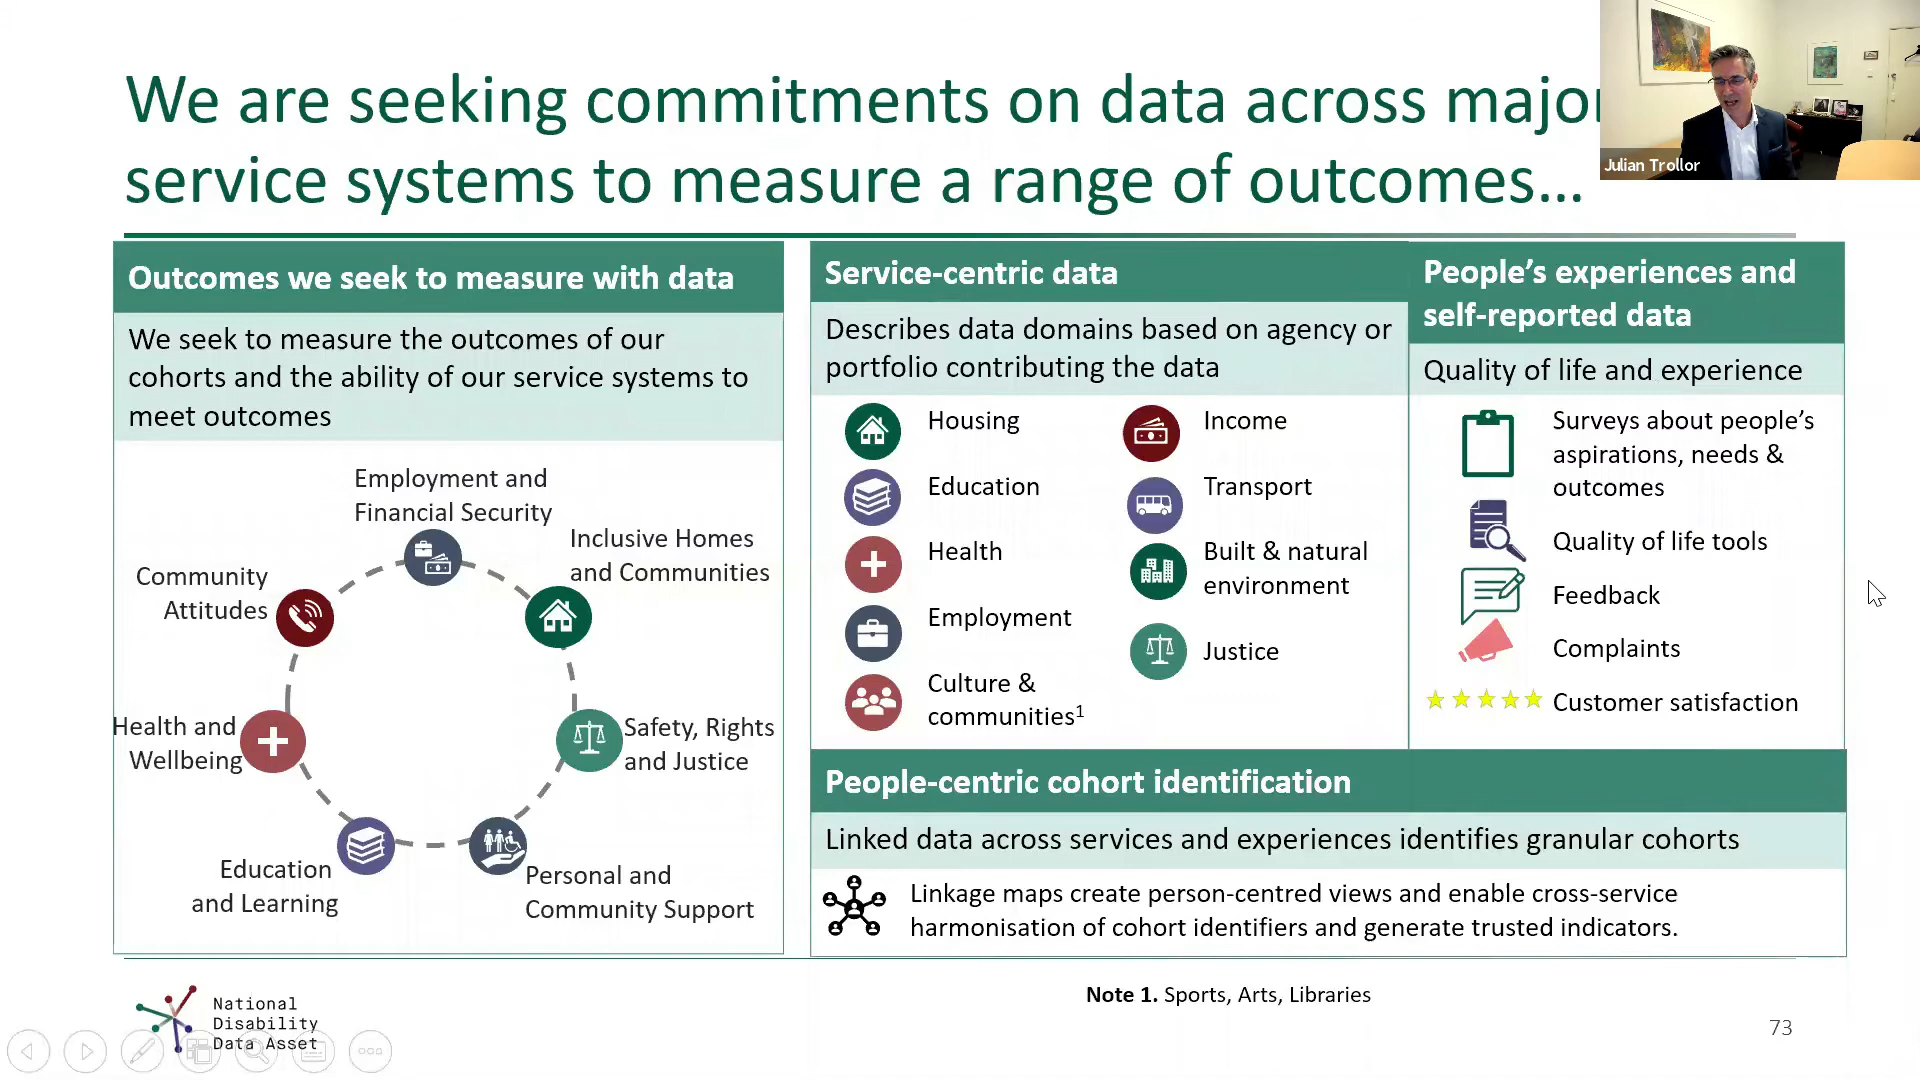 We are seeking commitments on data across major
service systems to measure a range of outcomes...
Julian Trollor
Outcomes we seek to measure with data
We seek to measure the outcomes of our
cohorts and the ability of our service systems to
meet outcomes
Employment and
Financial Security
Inclusive Homes
and Communities
Safety, Rights
and Justice
Personal and
Community Support
Education
and Learning
Health and
Wellbeing
Community
Attitudes
Service-centric data
Describes data domains based on agency or
portfolio contributing the data
Housing
Education
Health
Employment
Culture &
communities¹
Income
Transport
Built & natural
environment
Justice
People's experiences and
self-reported data
Quality of life and experience
Surveys about people's
aspirations, needs &
outcomes
Quality of life tools
Feedback
Complaints
Customer satisfaction
People-centric cohort identification
Linked data across services and experiences identifies granular cohorts
Linkage maps create person-centred views and enable cross-service
harmonisation of cohort identifiers and generate trusted indicators.
National
Disability
Data Asset
Note 1. Sports, Arts, Libraries
73